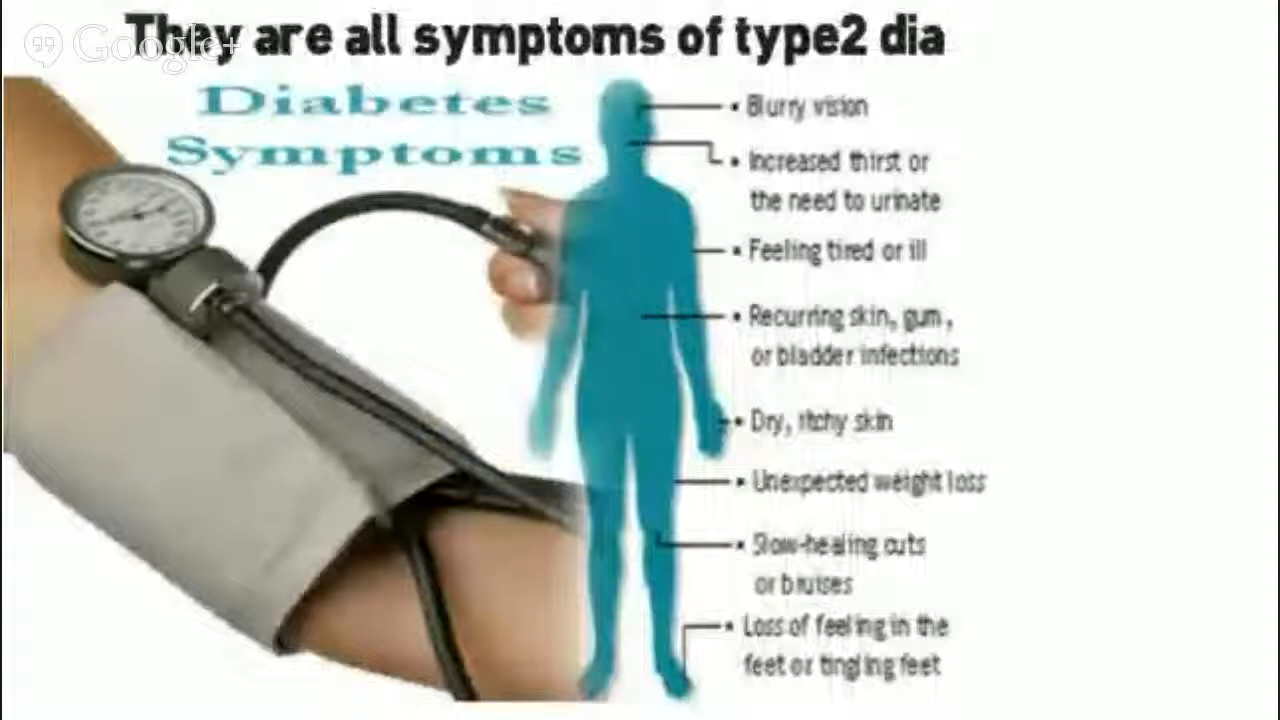 They are all symptoms of type2 dia
Google+
Diabetes
Symptoms
• Blurry vision
• Increased thirst or
the need to urinate
• Feeling tired or ill
• Recurring skin, gum,
or bladder infections
• Dry, itchy skin
• Unexpected weight loss
• Slow-healing cuts
or bruises
• Loss of feeling in the
feet or tingling feet